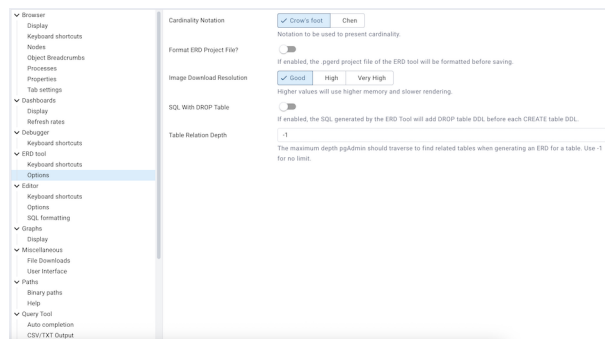 Browser
Display
Keyboard shortcuts
Nodes
Object Breadcrumbs
Processes
Properties
Tab settings
Dashboards
Display
Refresh rates
Debugger
Keyboard shortcuts
ERD tool
Keyboard shortcuts
Options
Editor
Keyboard shortcuts
Options
SQL formatting
Graphs
Display
Miscellaneous
File Downloads
User Interface
Paths
Binary paths
Help
Query Tool
Auto completion
CSV/TXT Output
Cardinality Notation
Crow's foot Chen
Notation to be used to present cardinality.
Format ERD Project File?
If enabled, the .pgerd project file of the ERD tool will be formatted before saving.
Image Download Resolution
Good High Very High
Higher values will use higher memory and slower rendering.
SQL With DROP Table
If enabled, the SQL generated by the ERD Tool will add DROP table DDL before each CREATE table DDL.
Table Relation Depth
-1
The maximum depth pgAdmin should traverse to find related tables when generating an ERD for a table. Use -1
for no limit.